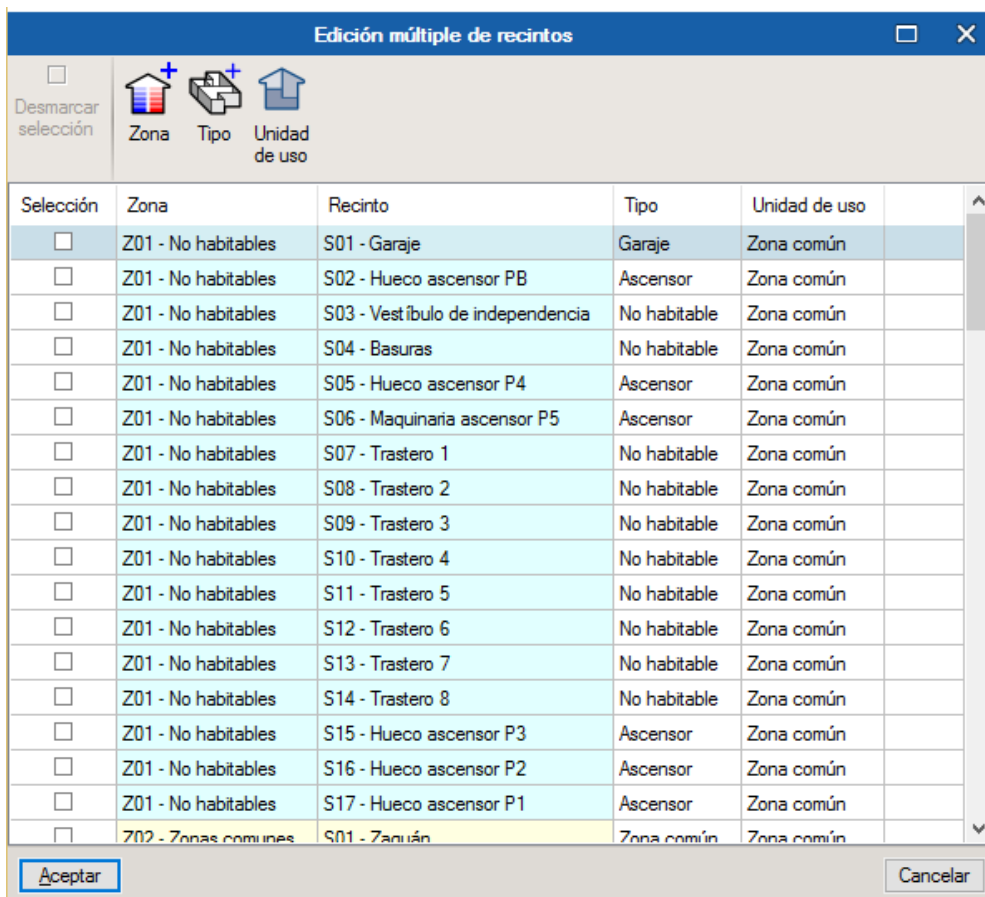 Edición múltiple de recintos
Desmarcar
selección
Zona
Tipo
Unidad
de uso
Selección Zona Recinto Tipo Unidad de uso
Z01 - No habitables S01 - Garaje Garaje Zona común
Z01 - No habitables S02 - Hueco ascensor PB Ascensor Zona común
Z01 - No habitables S03 - Vestíbulo de independencia No habitable Zona común
Z01 - No habitables S04 - Basuras No habitable Zona común
Z01 - No habitables S05 - Hueco ascensor P4 Ascensor Zona común
Z01 - No habitables S06 - Maquinaria ascensor P5 Ascensor Zona común
Z01 - No habitables S07 - Trastero 1 No habitable Zona común
Z01 - No habitables S08 - Trastero 2 No habitable Zona común
Z01 - No habitables S09 - Trastero 3 No habitable Zona común
Z01 - No habitables S10 - Trastero 4 No habitable Zona común
Z01 - No habitables S11 - Trastero 5 No habitable Zona común
Z01 - No habitables S12 - Trastero 6 No habitable Zona común
Z01 - No habitables S13 - Trastero 7 No habitable Zona común
Z01 - No habitables S14 - Trastero 8 No habitable Zona común
Z01 - No habitables S15 - Hueco ascensor P3 Ascensor Zona común
Z01 - No habitables S16 - Hueco ascensor P2 Ascensor Zona común
Z01 - No habitables S17 - Hueco ascensor P1 Ascensor Zona común
Z02 - Zonas comunes S01 - Zaguán Zona común Zona común
Aceptar Cancelar